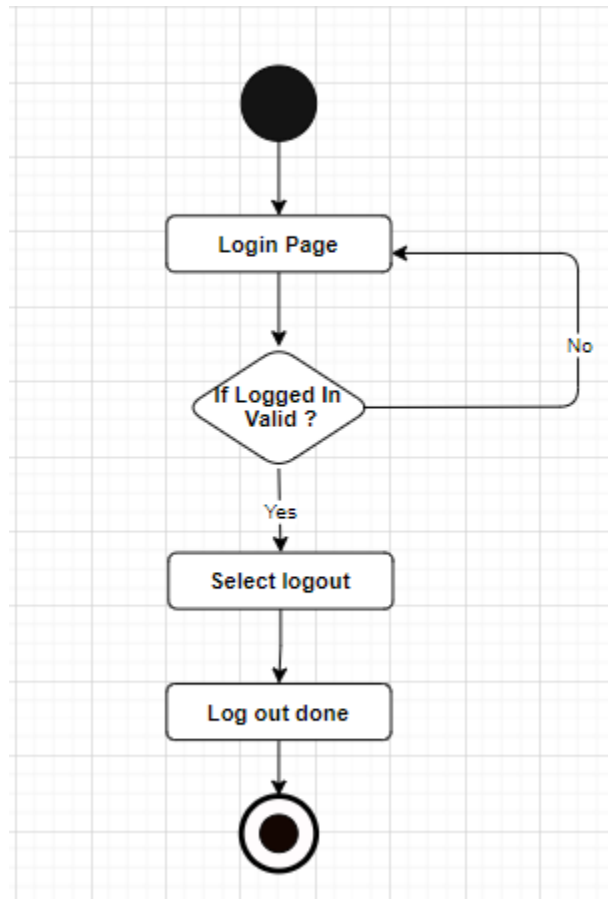 Login Page
No
If Logged In
Valid ?
Yes
Select logout
Log out done